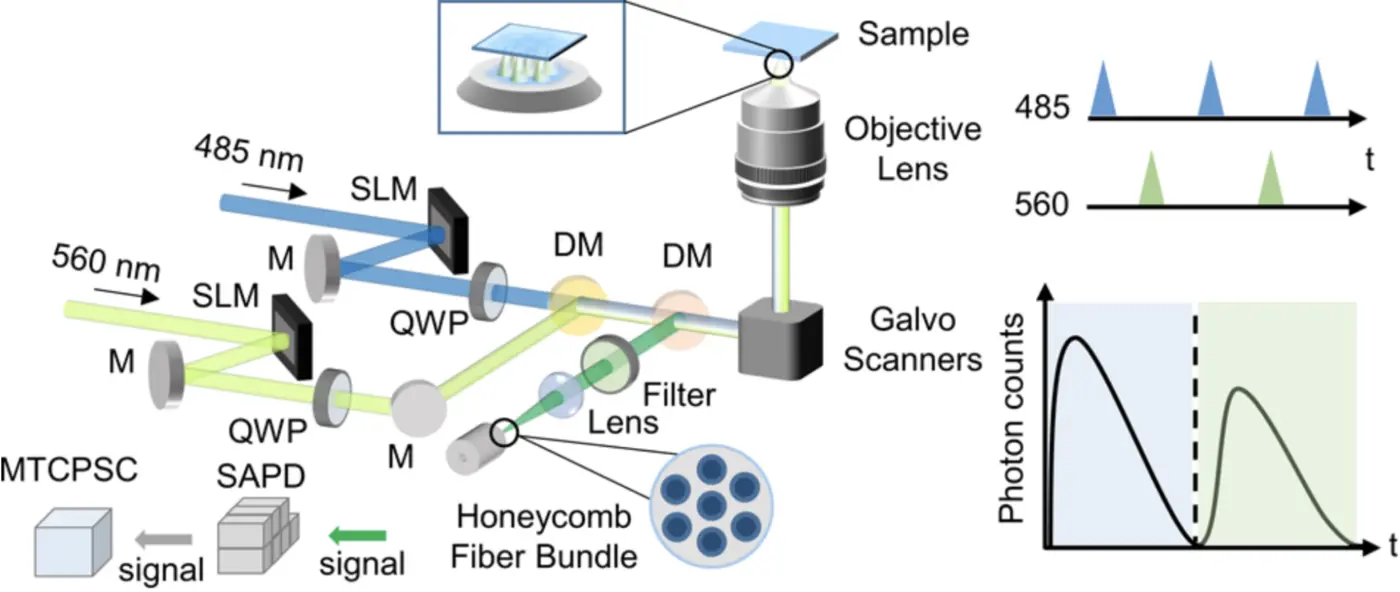 Sample
Objective
Lens
485 nm
SLM
M
QWP
DM
DM
560 nm
SLM
M
QWP
M
Filter
Lens
Galvo
Scanners
MTCPSC
SAPD
signal
signal
Honeycomb
Fiber Bundle
485
t
560
Photon counts
t